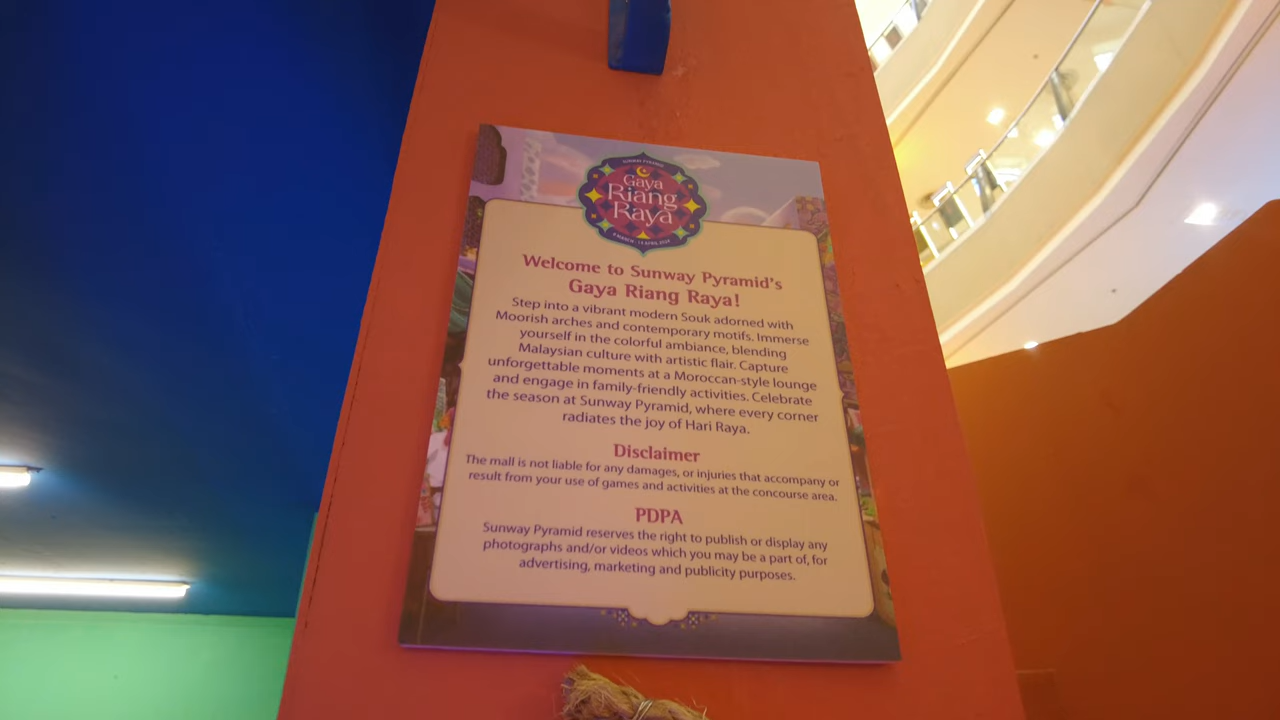 SUNWAY PYRAMID
Gaya
Riang
Raya
Welcome to Sunway Pyramid's
Gaya Riang Raya!
Step into a vibrant modern Souk adorned with
Moorish arches and contemporary motifs. Immerse
yourself in the colorful ambiance, blending
Malaysian culture with artistic flair. Capture
unforgettable moments at a Moroccan-style lounge
and engage in family-friendly activities. Celebrate
the season at Sunway Pyramid, where every corner
radiates the joy of Hari Raya.
Disclaimer
The mall is not liable for any damages, or injuries that accompany or
result from your use of games and activities at the concourse area.
PDPA
Sunway Pyramid reserves the right to publish or display any
photographs and/or videos which you may be a part of, for
advertising, marketing and publicity purposes.